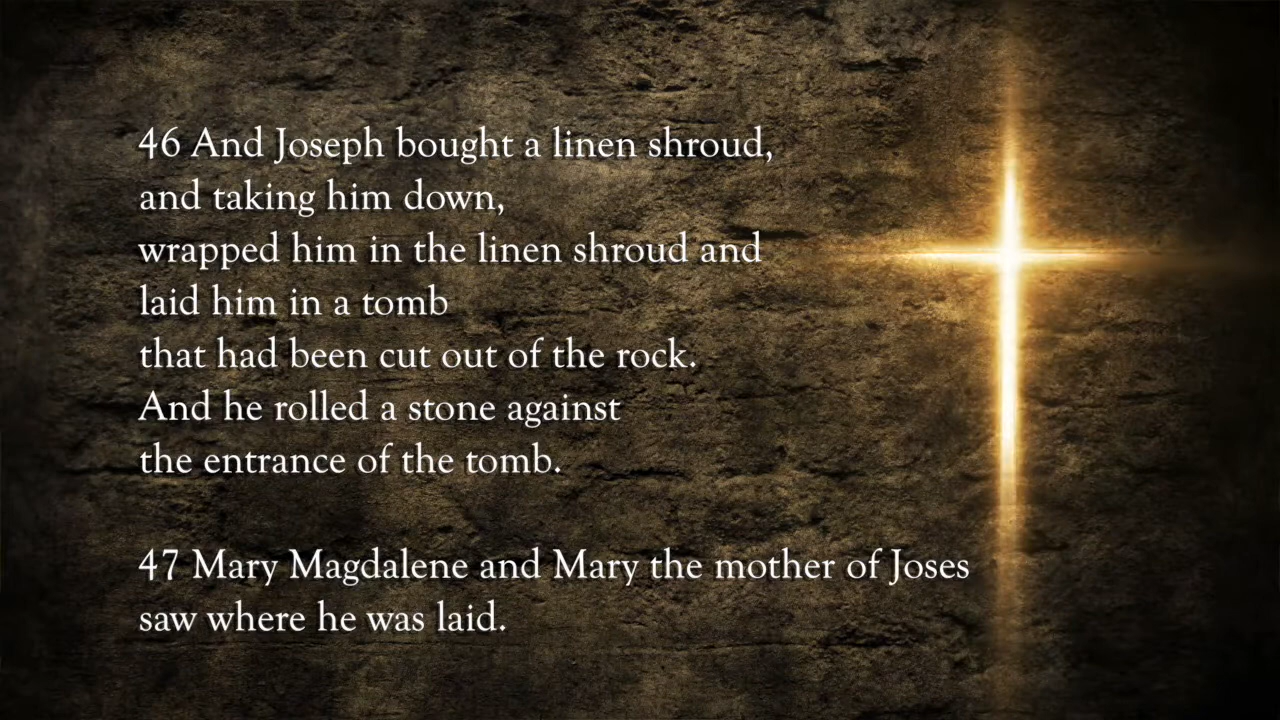 46 And Joseph bought a linen shroud,
and taking him down,
wrapped him in the linen shroud and
laid him in a tomb
that had been cut out of the rock.
And he rolled a stone against
the entrance of the tomb.
47 Mary Magdalene and Mary the mother of Joses
saw where he was laid.